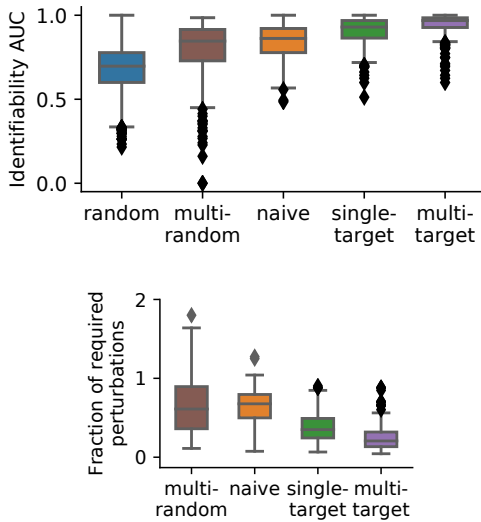 Identifiability AUC
1.0
0.5
0.0
random
multi-
random
naive
single-
target
multi-
target
Fraction of required
perturbations
2
1
0
multi-
random
naive
single-
target
multi-
target